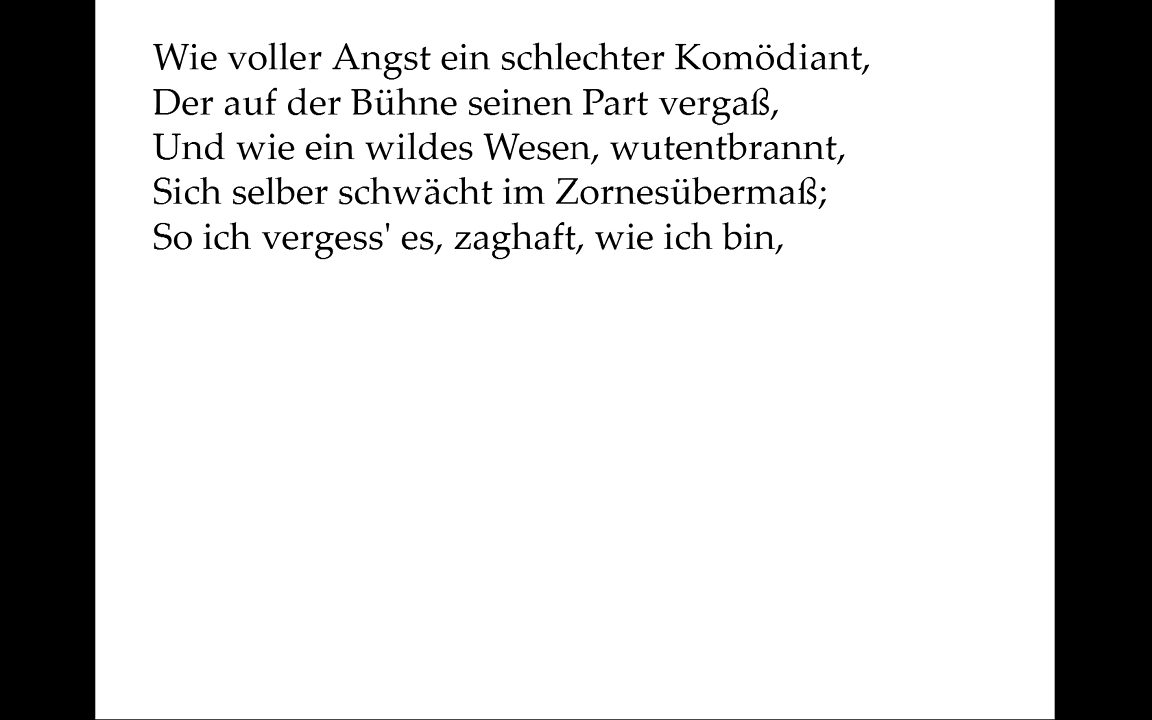 Wie voller Angst ein schlechter Komödiant,
Der auf der Bühne seinen Part vergaß,
Und wie ein wildes Wesen, wutentbrannt,
Sich selber schwächt im Zornesübermaß;
So ich vergess' es, zaghaft, wie ich bin,